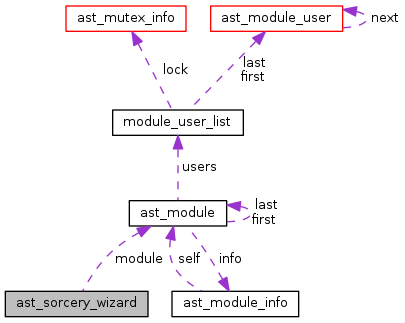 ast_mutex_info
ast_module_user
next
lock
last
first
module_user_list
users
ast_module
last
first
module
self
info
ast_sorcery_wizard
ast_module_info